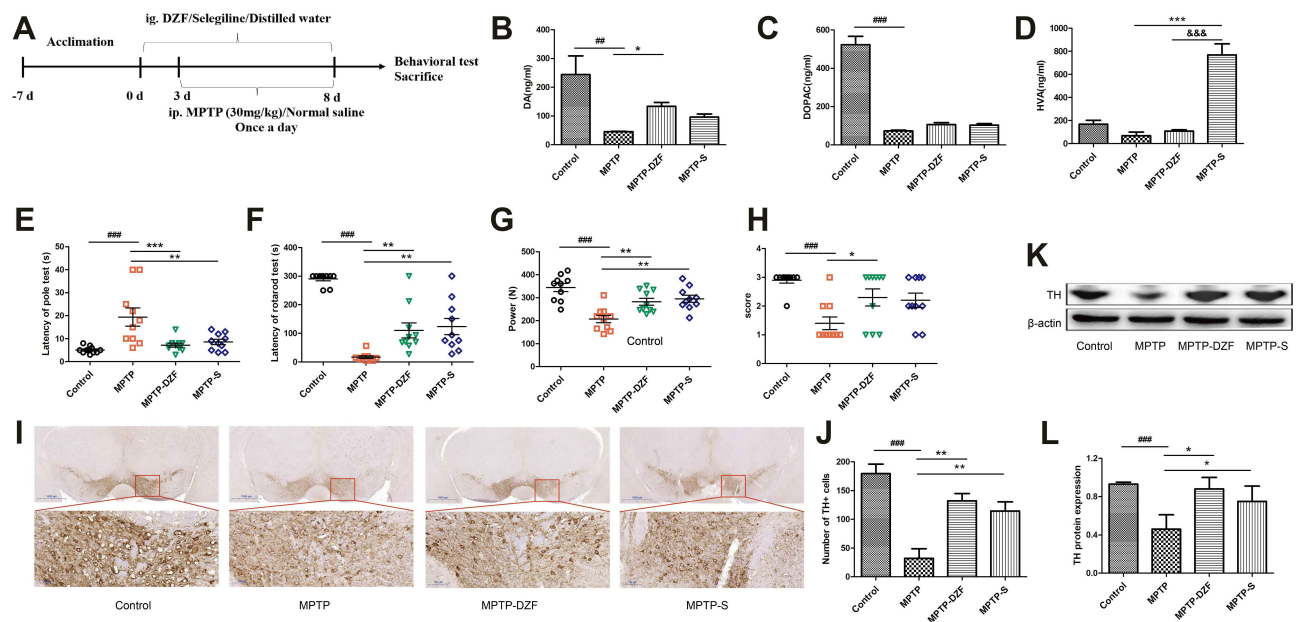 A
ig. DZF/Selegiline/Distilled water
Acclimation
Behavioral test
Sacrifice
-7 d
0 d
3 d
8 d
ip. MPTP (30mg/kg)/Normal saline
Once a day
B
DA(ng/ml)
400
300
200
100
0
##
*
Control
MPTP
MPTP-DZF
MPTP-S
C
DOPAC(ng/ml)
600
400
200
0
###
Control
MPTP
MPTP-DZF
MPTP-S
D
HVA(ng/ml)
1000
800
600
400
200
0
***
&&&
Control
MPTP
MPTP-DZF
MPTP-S
E
Latency of pole test (s)
50
40
30
20
10
0
###
***
**
Control
MPTP
MPTP-DZF
MPTP-S
F
Latency of rotarod test (s)
400
300
200
100
0
###
**
**
Control
MPTP
MPTP-DZF
MPTP-S
G
Power (N)
500
400
300
200
100
0
###
**
**
Control
Control
MPTP
MPTP-DZF
MPTP-S
H
score
4
3
2
1
0
###
*
Control
MPTP
MPTP-DZF
MPTP-S
K
TH
β-actin
Control
MPTP
MPTP-DZF
MPTP-S
I
Control
MPTP
MPTP-DZF
MPTP-S
J
Number of TH+ cells
200
150
100
50
0
###
**
**
Control
MPTP
MPTP-DZF
MPTP-S
L
TH protein expression
1.2
0.8
0.4
0.0
###
*
*
Control
MPTP
MPTP-DZF
MPTP-S